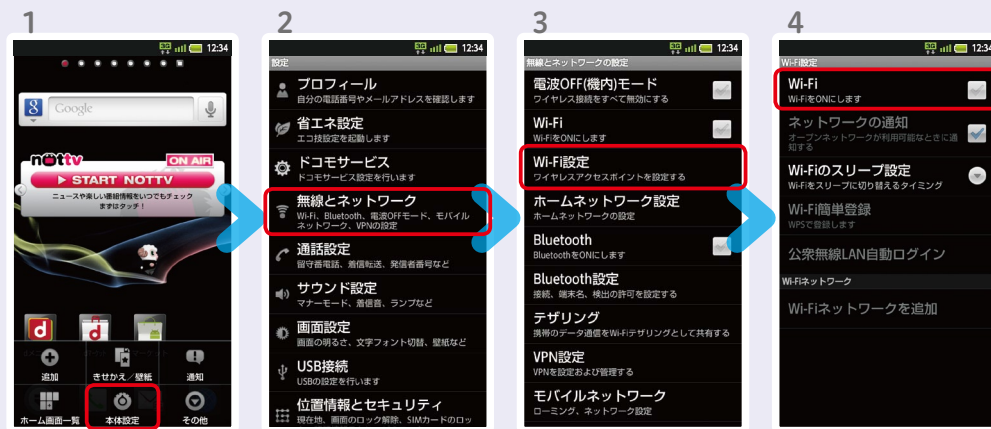 1
3G 12:34
Google
nottv
ON AIR
START NOTTV
ニュースや楽しい番組情報をいつでもチェック
まずはタッチ!
追加
きせかえ/壁紙
通知
ホーム画面一覧
本体設定
その他
2
3G 12:34
設定
プロフィール
自分の電話番号やメールアドレスを確認します
省エネ設定
エコ技設定を起動します
ドコモサービス
ドコモサービス設定を行います
無線とネットワーク
Wi-Fi、Bluetooth、電波OFFモード、モバイル
ネットワーク、VPNの設定
通話設定
留守番電話、着信転送、発信者番号など
サウンド設定
マナーモード、着信音、ランプなど
画面設定
画面の明るさ、文字フォント切替、壁紙など
USB接続
USBの設定を行います
位置情報とセキュリティ
現在地、画面のロック解除、SIMカードのロッ
3
3G 12:34
無線とネットワークの設定
電波OFF(機内)モード
ワイヤレス接続をすべて無効にする
Wi-Fi
Wi-FiをONにします
Wi-Fi設定
ワイヤレスアクセスポイントを設定する
ホームネットワーク設定
ホームネットワークの設定
Bluetooth
BluetoothをONにします
Bluetooth設定
接続、端末名、検出の許可を設定する
テザリング
携帯のデータ通信をWi-Fiテザリングとして共有する
VPN設定
VPNを設定および管理する
モバイルネットワーク
ローミング、ネットワーク設定
4
3G 12:34
Wi-Fi設定
Wi-Fi
Wi-FiをONにします
ネットワークの通知
オープンネットワークが利用可能なときに通
知する
Wi-Fiのスリープ設定
Wi-Fiをスリープに切り替えるタイミング
Wi-Fi簡単登録
WPSで登録します
公衆無線LAN自動ログイン
Wi-Fiネットワーク
Wi-Fiネットワークを追加